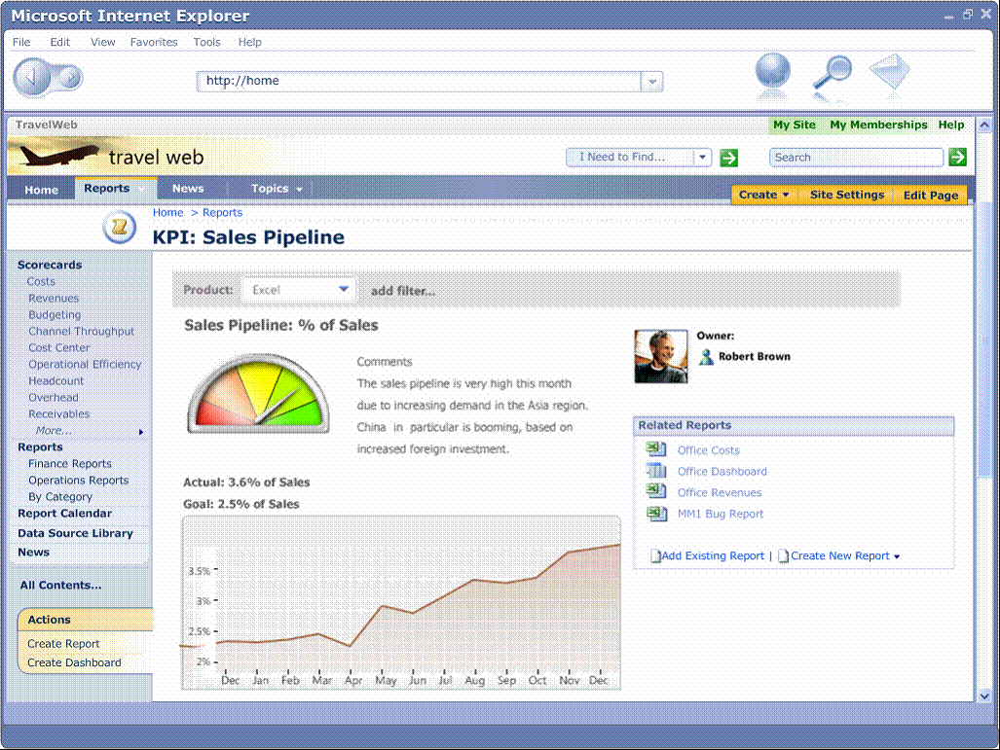 Microsoft Internet Explorer
File Edit View Favorites Tools Help
http://home
TravelWeb
My Site My Memberships Help
travel web
I Need to Find...
Search
Home Reports News Topics
Create Site Settings Edit Page
Home > Reports
KPI: Sales Pipeline
Scorecards
Costs
Revenues
Budgeting
Channel Throughput
Cost Center
Operational Efficiency
Headcount
Overhead
Receivables
More...
Reports
Finance Reports
Operations Reports
By Category
Report Calendar
Data Source Library
News
All Contents...
Actions
Create Report
Create Dashboard
Product: Excel add filter...
Sales Pipeline: % of Sales
Comments
The sales pipeline is very high this month
due to increasing demand in the Asia region.
China in particular is booming, based on
increased foreign investment.
Actual: 3.6% of Sales
Goal: 2.5% of Sales
3.5%
3%
2.5%
2%
Dec Jan Feb Mar Apr May Jun Jul Aug Sep Oct Nov Dec
Owner:
Robert Brown
Related Reports
Office Costs
Office Dashboard
Office Revenues
MM1 Bug Report
Add Existing Report | Create New Report